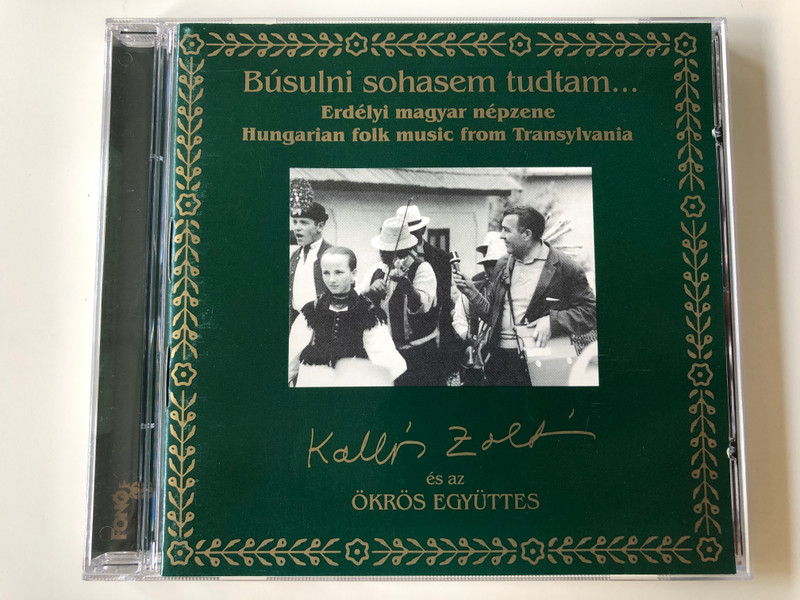 Búsulni sohasem tudtam...
Erdélyi magyar népzene
Hungarian folk music from Transylvania
Kallós Zoltán
és az
ÖKRÖS EGYÜTTES
FONÓ